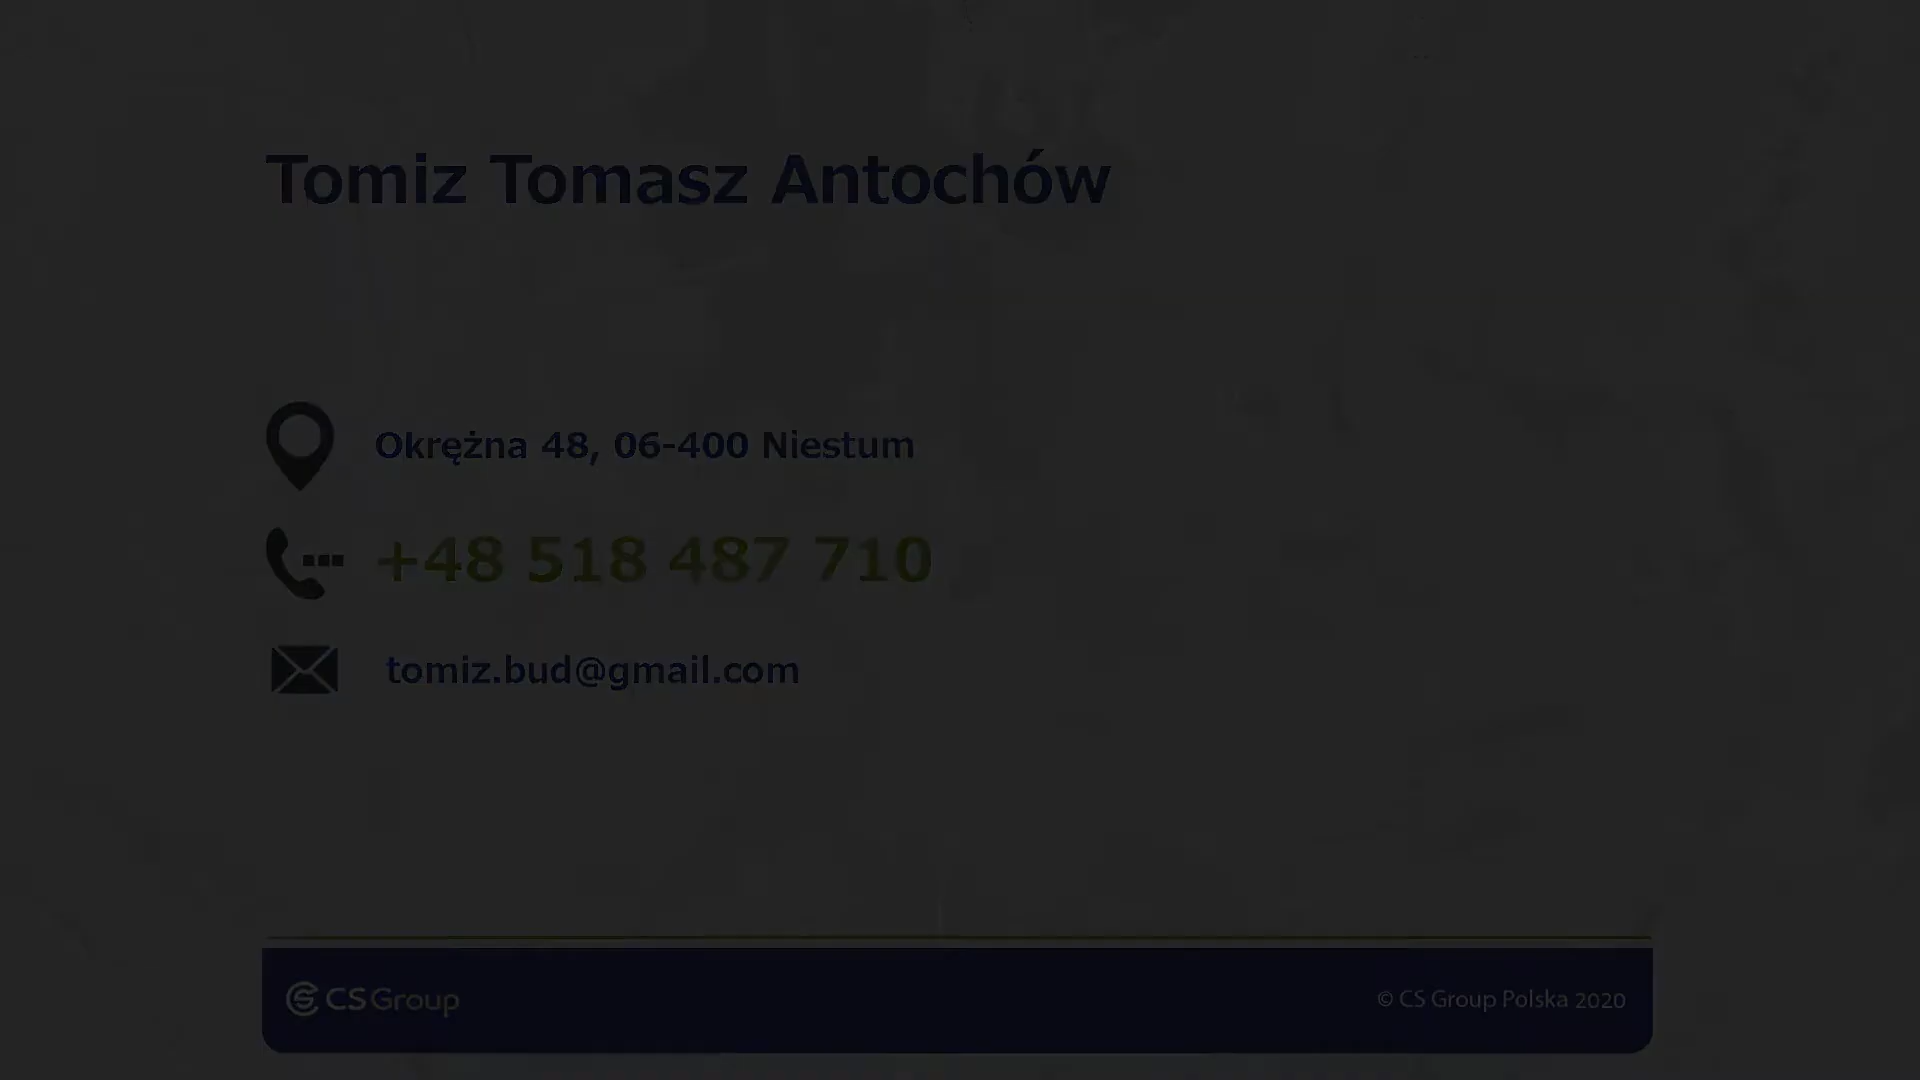 Tomiz Tomasz Antochów
Okrężna 48, 06-400 Niestum
+48 518 487 710
tomiz.bud@gmail.com
CS Group
© CS Group Polska 2020